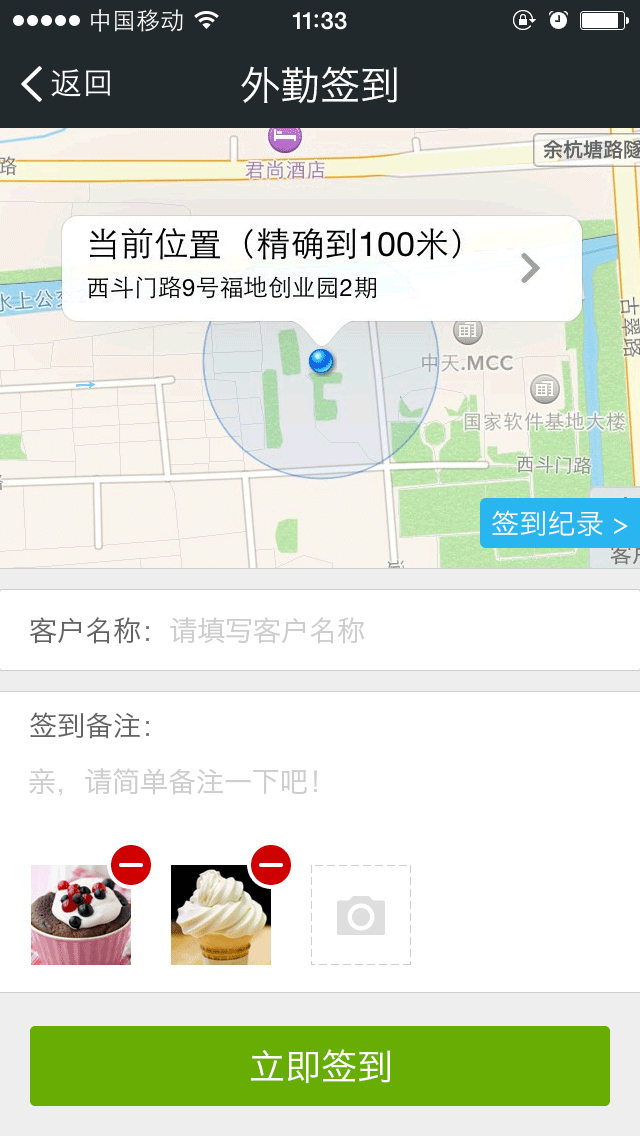 中国移动
11:33
返回
外勤签到
路
君尚酒店
余杭塘路隧
当前位置（精确到100米）
西斗门路9号福地创业园2期
水上公交
古翠路
中天.MCC
国家软件基地大楼
西斗门路
签到纪录 >
客户
客户名称：请填写客户名称
签到备注：
亲，请简单备注一下吧！
立即签到